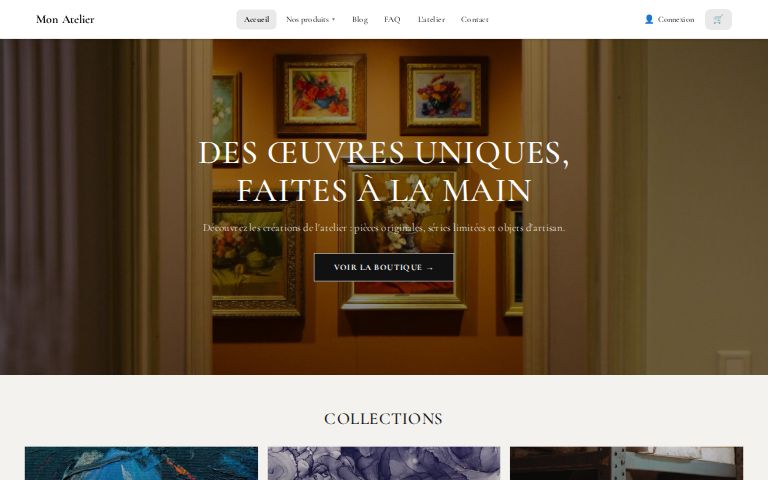 Mon Atelier
Accueil
Nos produits
Blog
FAQ
L'atelier
Contact
Connexion
DES ŒUVRES UNIQUES,
FAITES À LA MAIN
Découvrez les créations de l'atelier : pièces originales, séries limitées et objets d'artisan.
VOIR LA BOUTIQUE →
COLLECTIONS